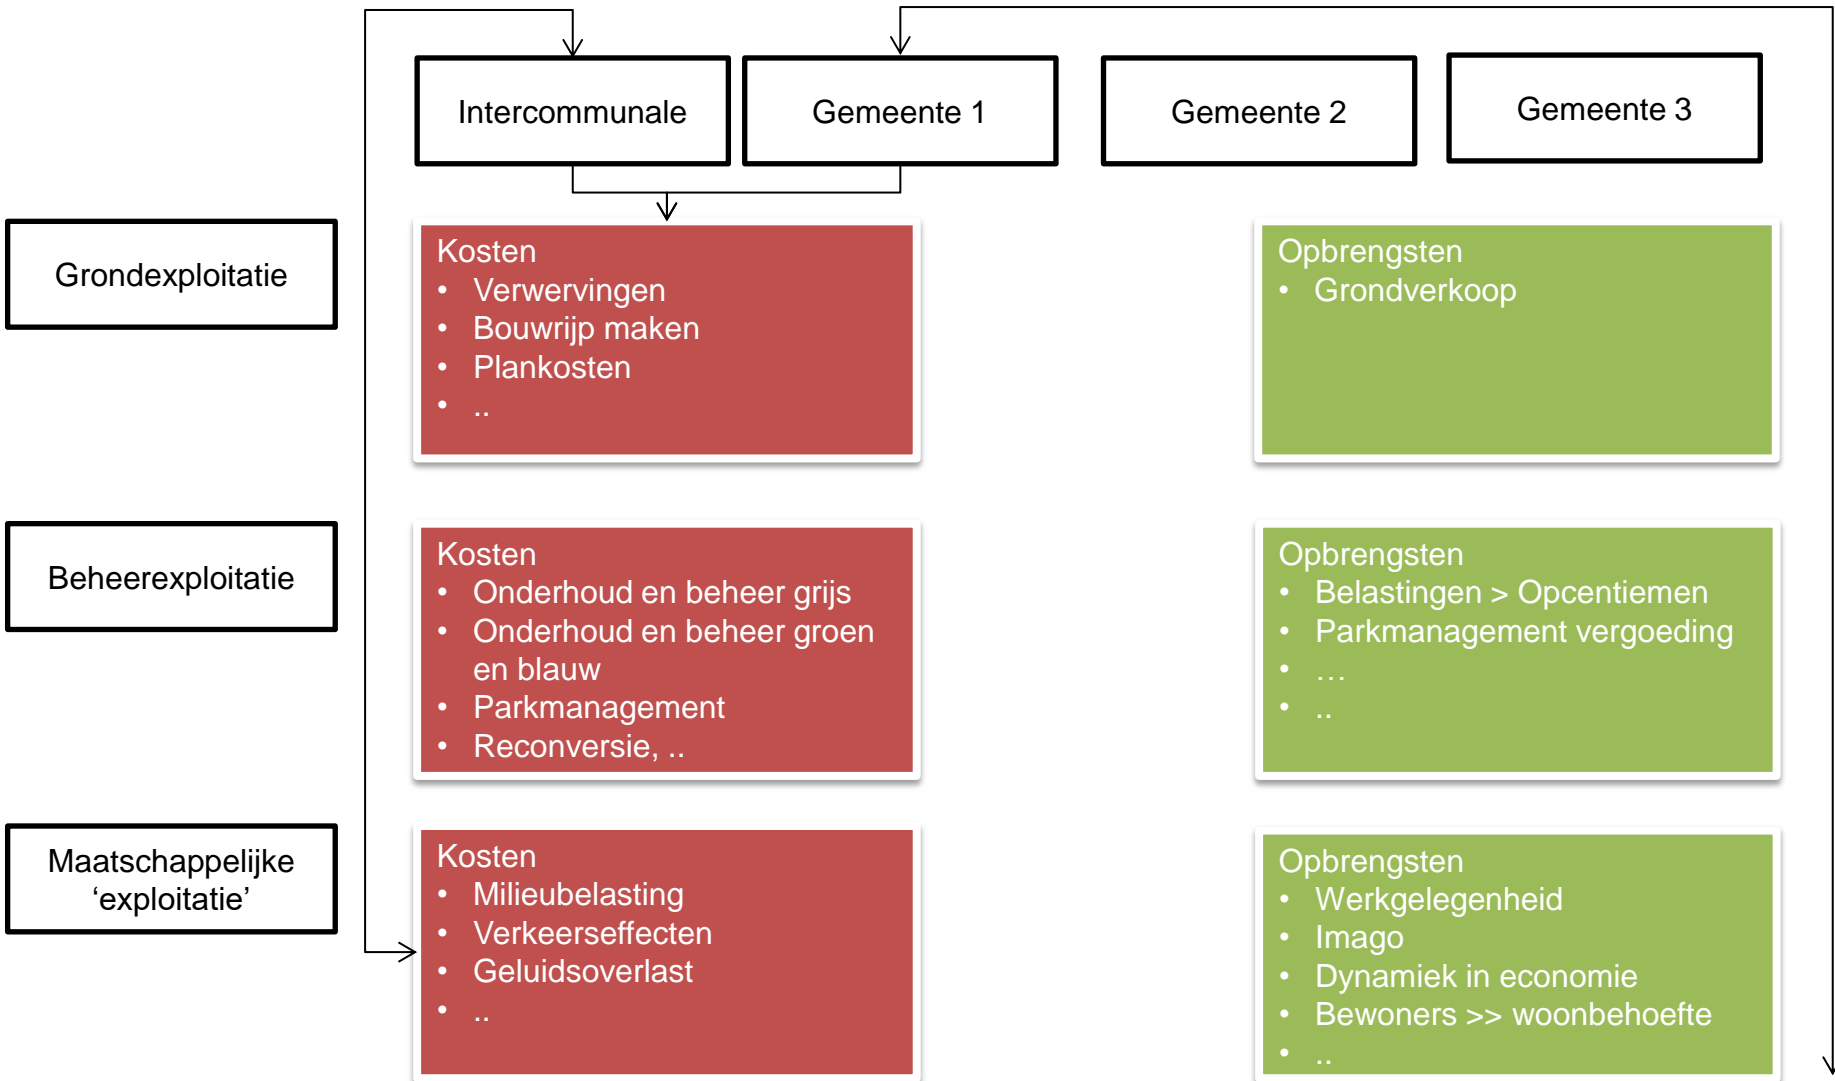 Intercommunale
Gemeente 1
Gemeente 2
Gemeente 3
Grondexploitatie
Kosten
• Verwervingen
• Bouwrijp maken
• Plankosten
• ..
Opbrengsten
• Grondverkoop
Beheerexploitatie
Kosten
• Onderhoud en beheer grijs
• Onderhoud en beheer groen
en blauw
• Parkmanagement
• Reconversie, ..
Opbrengsten
• Belastingen > Opcentiemen
• Parkmanagement vergoeding
• …
• ..
Maatschappelijke
‘exploitatie’
Kosten
• Milieubelasting
• Verkeerseffecten
• Geluidsoverlast
• ..
Opbrengsten
• Werkgelegenheid
• Imago
• Dynamiek in economie
• Bewoners >> woonbehoefte
• ..